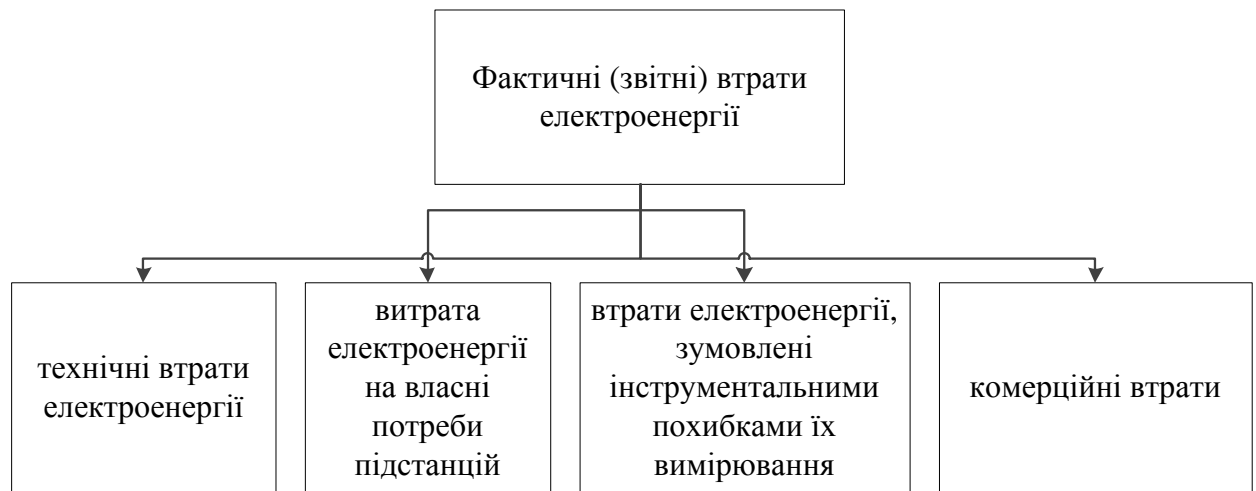 Фактичні (звітні) втрати
електроенергії
технічні втрати
електроенергії
витрата
електроенергії
на власні
потреби
підстанцій
втрати електроенергії,
зумовлені
інструментальними
похибками їх
вимірювання
комерційні втрати